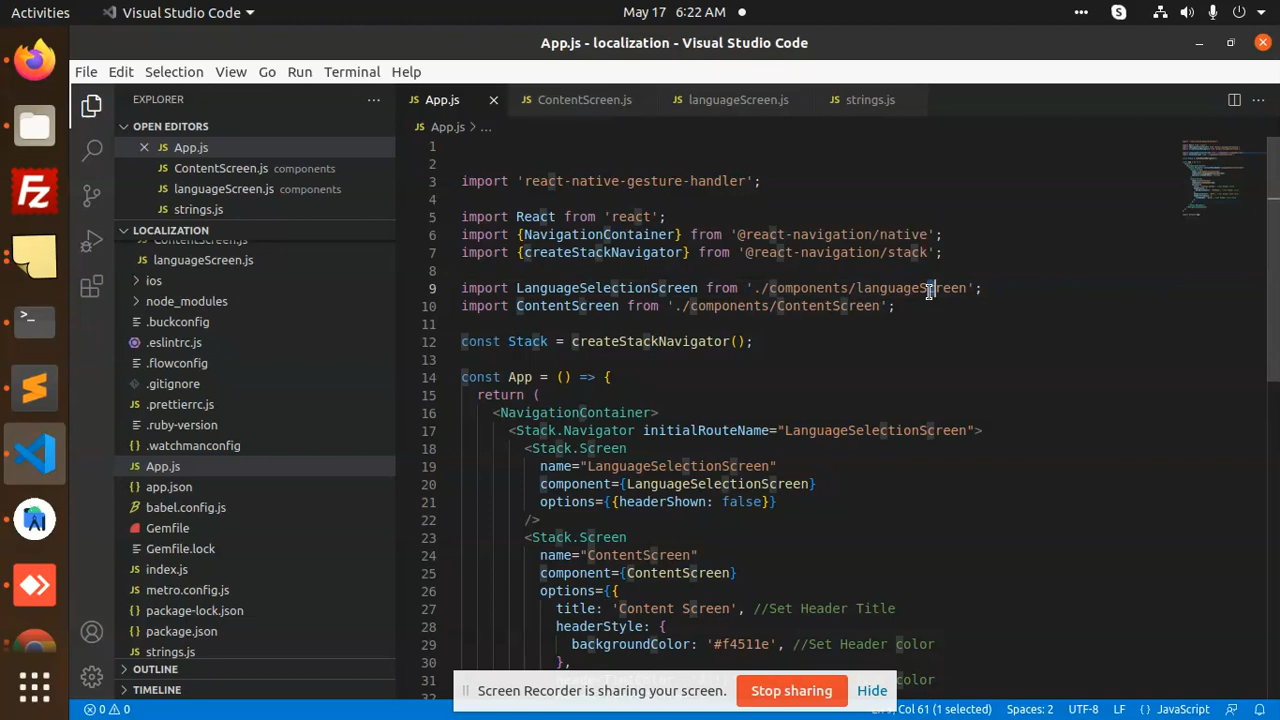 Activities
Visual Studio Code
May 17 6:22 AM
App.js - localization - Visual Studio Code
File Edit Selection View Go Run Terminal Help
EXPLORER
OPEN EDITORS
App.js
ContentScreen.js components
languageScreen.js components
strings.js
LOCALIZATION
ContentScreen.js
languageScreen.js
ios
node_modules
.buckconfig
.eslintrc.js
.flowconfig
.gitignore
.prettierrc.js
.ruby-version
.watchmanconfig
App.js
app.json
babel.config.js
Gemfile
Gemfile.lock
index.js
metro.config.js
package-lock.json
package.json
strings.js
OUTLINE
TIMELINE
App.js ContentScreen.js languageScreen.js strings.js
App.js > ...
1
2
3 import 'react-native-gesture-handler';
4
5 import React from 'react';
6 import {NavigationContainer} from '@react-navigation/native';
7 import {createStackNavigator} from '@react-navigation/stack';
8
9 import LanguageSelectionScreen from './components/languageScreen';
10 import ContentScreen from './components/ContentScreen';
11
12 const Stack = createStackNavigator();
13
14 const App = () => {
15 return (
16 <NavigationContainer>
17 <Stack.Navigator initialRouteName="LanguageSelectionScreen">
18 <Stack.Screen
19 name="LanguageSelectionScreen"
20 component={LanguageSelectionScreen}
21 options={{headerShown: false}}
22 />
23 <Stack.Screen
24 name="ContentScreen"
25 component={ContentScreen}
26 options={{
27 title: 'Content Screen', //Set Header Title
28 headerStyle: {
29 backgroundColor: '#f4511e', //Set Header color
30 },
31
Screen Recorder is sharing your screen.
Stop sharing
Hide
0 0
Col 61 (1 selected) Spaces: 2 UTF-8 LF {} JavaScript